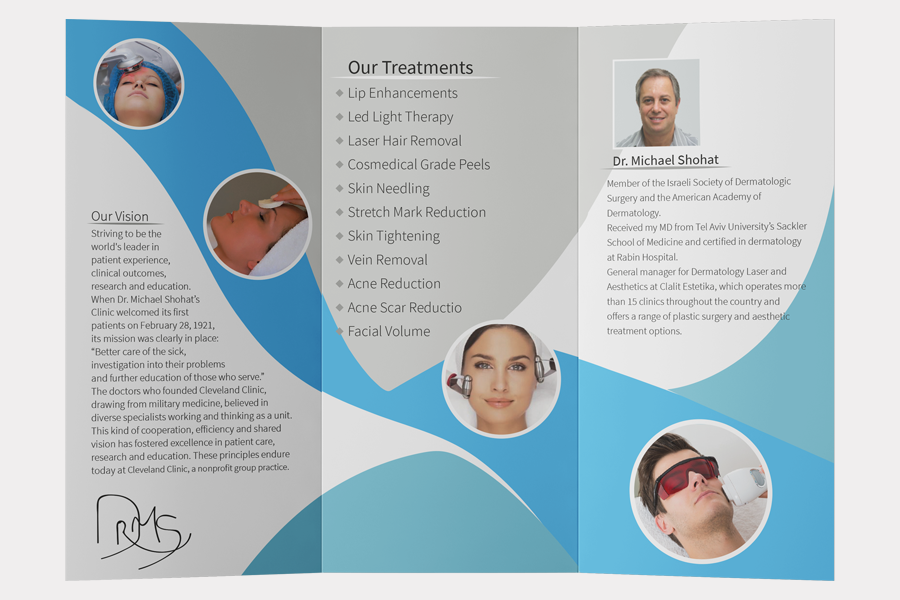 Our Vision
Striving to be the
world's leader in
patient experience,
clinical outcomes,
research and education.
When Dr. Michael Shohat's
Clinic welcomed its first
patients on February 28, 1921,
its mission was clearly in place:
"Better care of the sick,
investigation into their problems
and further education of those who serve."
The doctors who founded Cleveland Clinic,
drawing from military medicine, believed in
diverse specialists working and thinking as a unit.
This kind of cooperation, efficiency and shared
vision has fostered excellence in patient care,
research and education. These principles endure
today at Cleveland Clinic, a nonprofit group practice.
DRMS
Our Treatments
Lip Enhancements
Led Light Therapy
Laser Hair Removal
Cosmedical Grade Peels
Skin Needling
Stretch Mark Reduction
Skin Tightening
Vein Removal
Acne Reduction
Acne Scar Reductio
Facial Volume
Dr. Michael Shohat
Member of the Israeli Society of Dermatologic
Surgery and the American Academy of
Dermatology.
Received my MD from Tel Aviv University's Sackler
School of Medicine and certified in dermatology
at Rabin Hospital.
General manager for Dermatology Laser and
Aesthetics at Clalit Estetika, which operates more
than 15 clinics throughout the country and
offers a range of plastic surgery and aesthetic
treatment options.